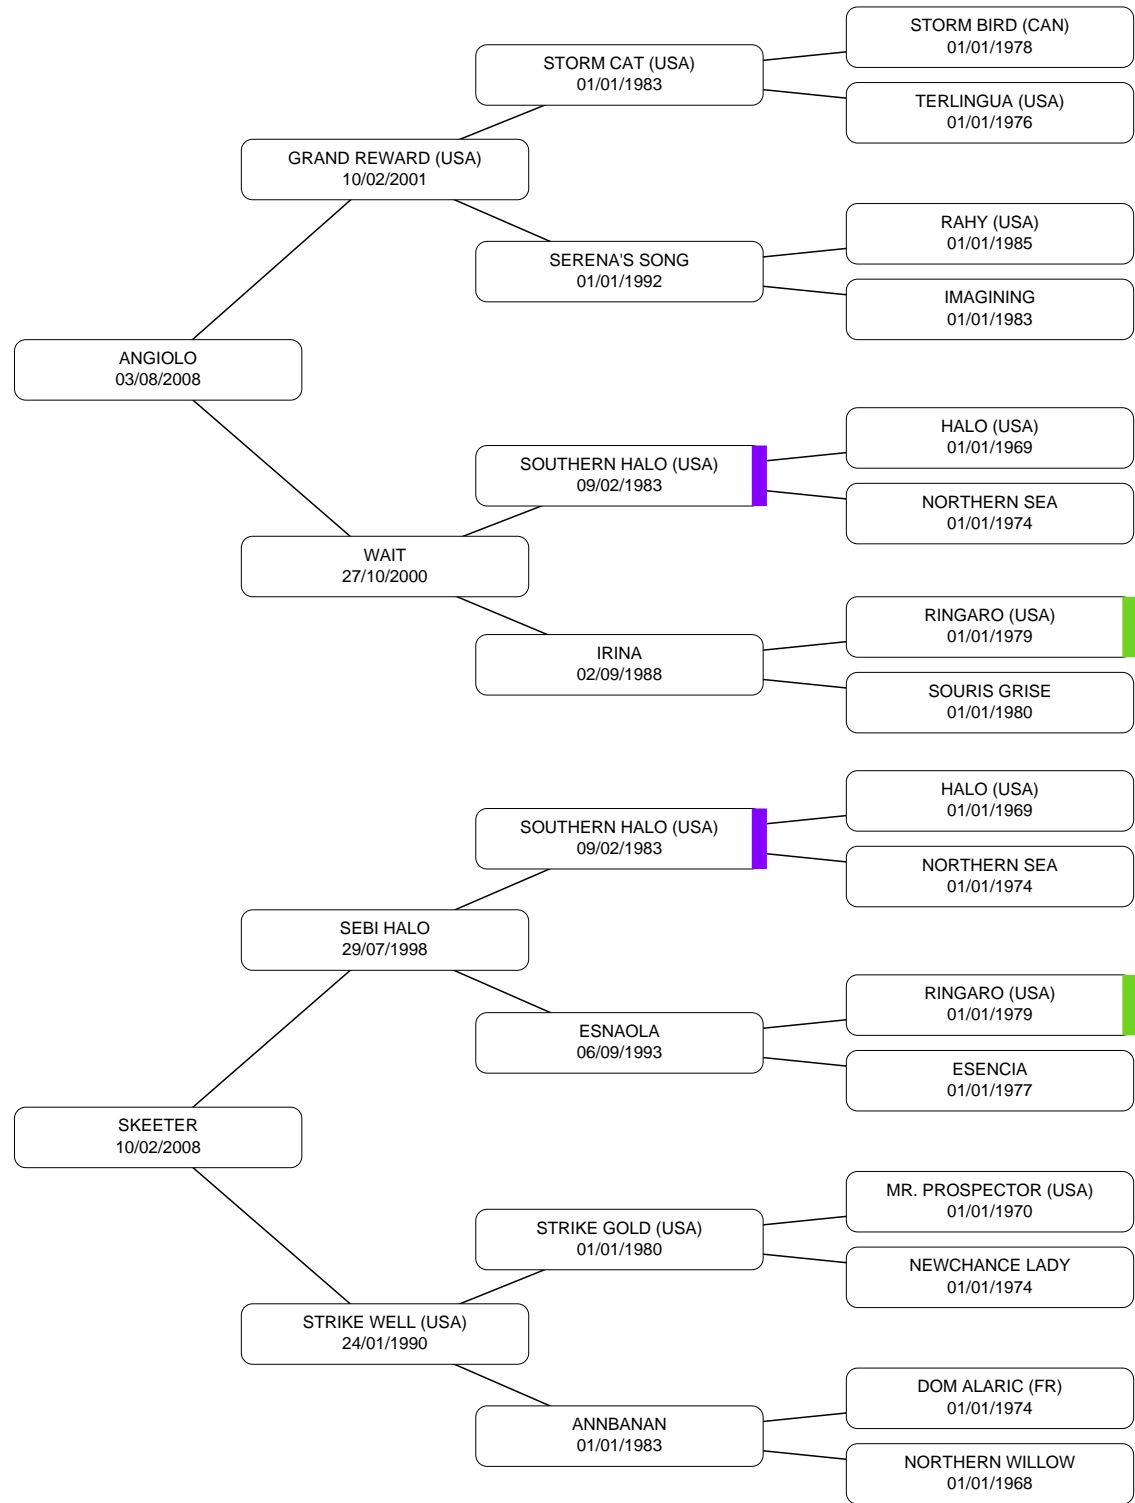 STORM BIRD (CAN)
01/01/1978
STORM CAT (USA)
01/01/1983
TERLINGUA (USA)
01/01/1976
GRAND REWARD (USA)
10/02/2001
RAHY (USA)
01/01/1985
SERENA'S SONG
01/01/1992
IMAGINING
01/01/1983
ANGIOLO
03/08/2008
HALO (USA)
01/01/1969
SOUTHERN HALO (USA)
09/02/1983
NORTHERN SEA
01/01/1974
WAIT
27/10/2000
RINGARO (USA)
01/01/1979
IRINA
02/09/1988
SOURIS GRISE
01/01/1980
HALO (USA)
01/01/1969
SOUTHERN HALO (USA)
09/02/1983
NORTHERN SEA
01/01/1974
SEBI HALO
29/07/1998
RINGARO (USA)
01/01/1979
ESNAOLA
06/09/1993
ESENCIA
01/01/1977
SKEETER
10/02/2008
MR. PROSPECTOR (USA)
01/01/1970
STRIKE GOLD (USA)
01/01/1980
NEWCHANCE LADY
01/01/1974
STRIKE WELL (USA)
24/01/1990
DOM ALARIC (FR)
01/01/1974
ANNBANAN
01/01/1983
NORTHERN WILLOW
01/01/1968